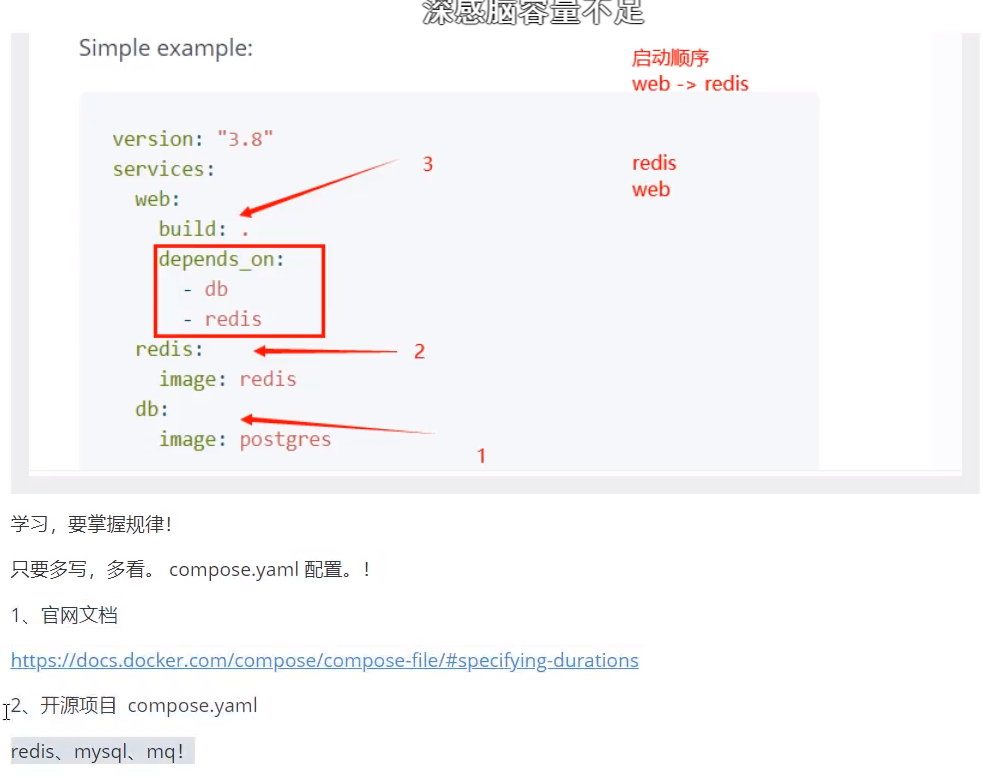 深感脑容量不足
Simple example:
启动顺序
web -> redis
version: "3.8"
3
services:
redis
web:
web
build: .
depends_on:
- db
- redis
redis:
2
image: redis
db:
image: postgres
1
学习，要掌握规律！
只要多写，多看。 compose.yaml 配置。！
1、官网文档
https://docs.docker.com/compose/compose-file/#specifying-durations
2、开源项目 compose.yaml
redis、mysql、mq！